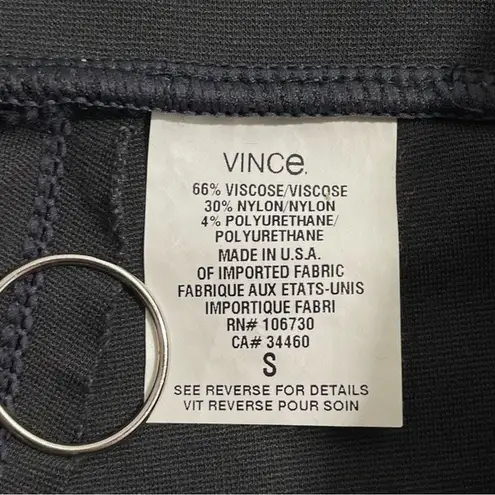 VINCe.
66% VISCOSE/VISCOSE
30% NYLON/NYLON
4% POLYURETHANE/
POLYURETHANE
MADE IN U.S.A.
OF IMPORTED FABRIC
FABRIQUE AUX ETATS-UNIS
IMPORTIQUE FABRI
RN# 106730
CA# 34460
S
SEE REVERSE FOR DETAILS
VIT REVERSE POUR SOIN